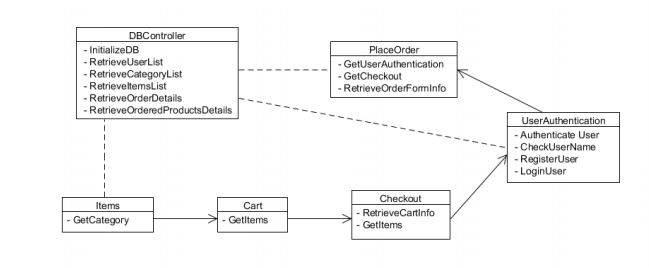 DBController
- InitializeDB
- RetrieveUserList
- RetrieveCategoryList
- RetrieveItemsList
- RetrieveOrderDetails
- RetrieveOrderedProductsDetails
PlaceOrder
- GetUserAuthentication
- GetCheckout
- RetrieveOrderFormInfo
UserAuthentication
- Authenticate User
- CheckUserName
- RegisterUser
- LoginUser
Items
- GetCategory
Cart
- GetItems
Checkout
- RetrieveCartInfo
- GetItems